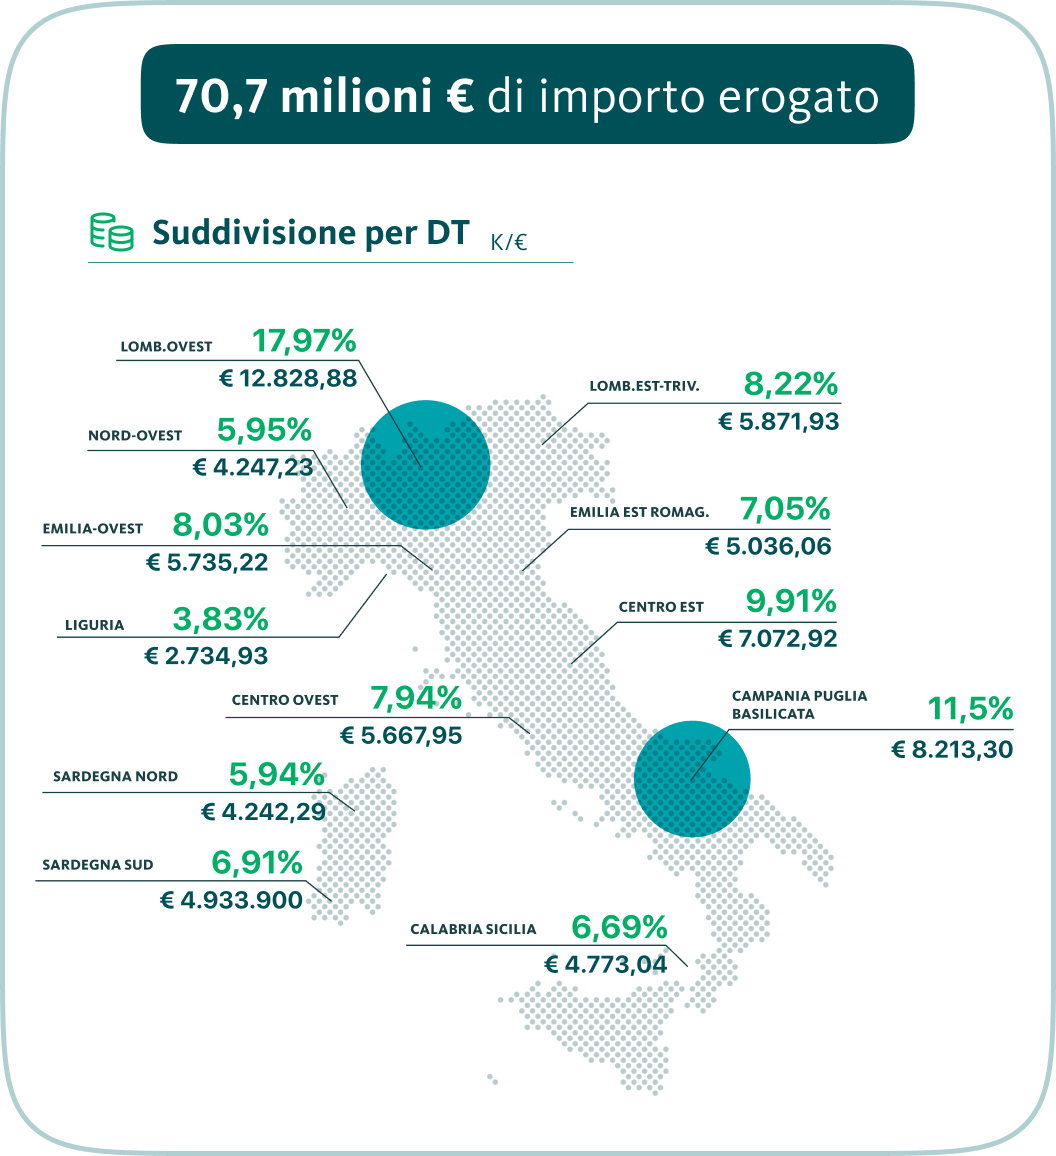 70,7 milioni € di importo erogato
Suddivisione per DT K/€
LOMB.OVEST 17,97%
€ 12.828,88
LOMB.EST-TRIV. 8,22%
€ 5.871,93
NORD-OVEST 5,95%
€ 4.247,23
EMILIA EST ROMAG. 7,05%
€ 5.036,06
EMILIA-OVEST 8,03%
€ 5.735,22
CENTRO EST 9,91%
€ 7.072,92
LIGURIA 3,83%
€ 2.734,93
CENTRO OVEST 7,94%
€ 5.667,95
CAMPANIA PUGLIA
BASILICATA 11,5%
€ 8.213,30
SARDEGNA NORD 5,94%
€ 4.242,29
SARDEGNA SUD 6,91%
€ 4.933.900
CALABRIA SICILIA 6,69%
€ 4.773,04